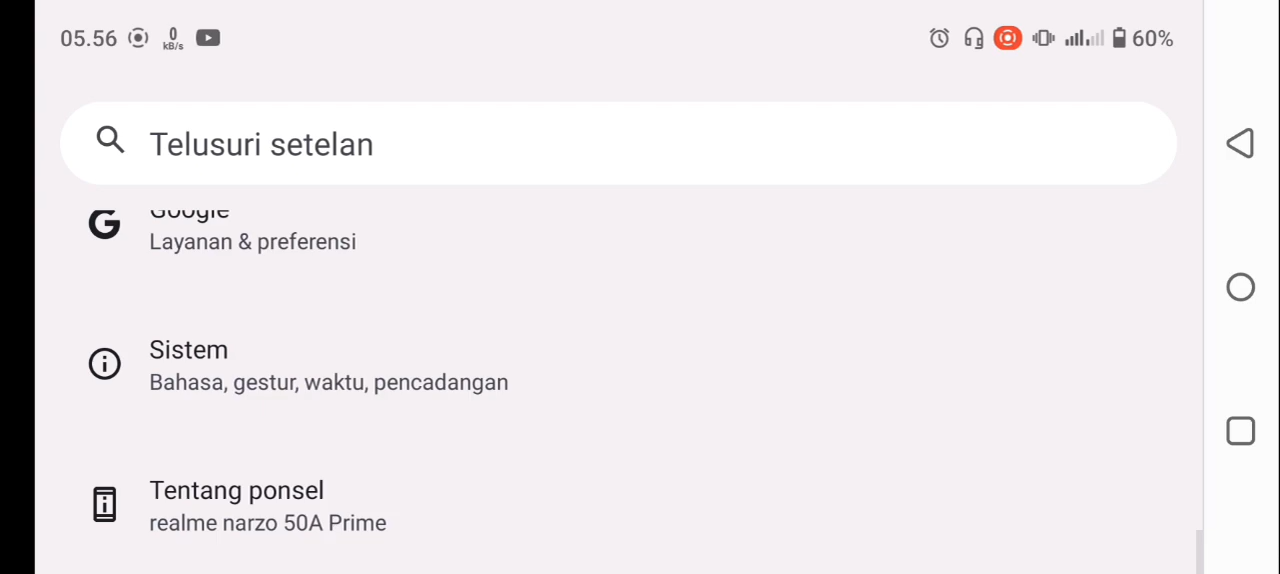 05.56 0 kB/s 60%
Telusuri setelan
Google
Layanan & preferensi
Sistem
Bahasa, gestur, waktu, pencadangan
Tentang ponsel
realme narzo 50A Prime